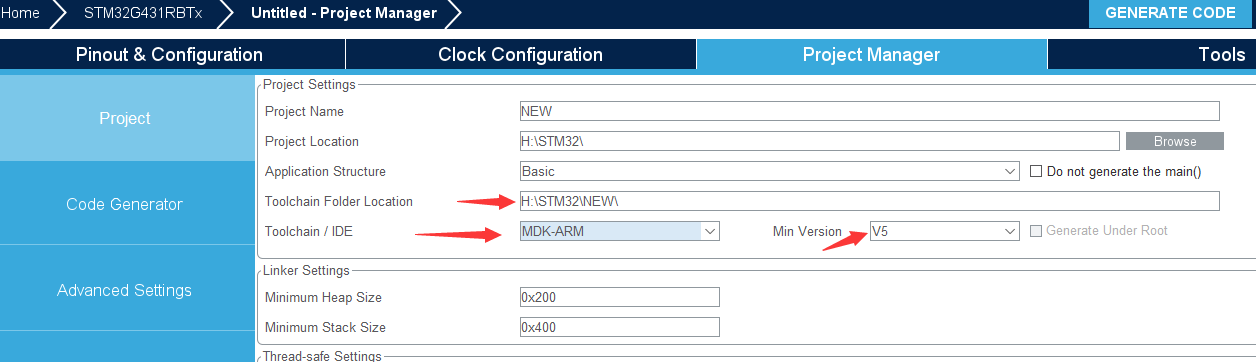 Home STM32G431RBTx Untitled - Project Manager GENERATE CODE
Pinout & Configuration Clock Configuration Project Manager Tools
Project
Code Generator
Advanced Settings
Project Settings
Project Name NEW
Project Location H:\STM32\ Browse
Application Structure Basic Do not generate the main()
Toolchain Folder Location H:\STM32\NEW\
Toolchain / IDE MDK-ARM Min Version V5 Generate Under Root
Linker Settings
Minimum Heap Size 0x200
Minimum Stack Size 0x400
Thread-safe Settings